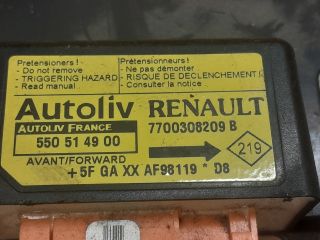 Pretensioners !
- Do not remove
- TRIGGERING HAZARD
- Read manual
Prétensionneurs !
- Ne pas démonter
- RISQUE DE DECLENCHEMENT !
- Consulter la notice
Autoliv RENAULT
AUTOLIV FRANCE 7700308209 B
550 51 49 00
AVANT/FORWARD 219
+5F GA XX AF98119 * D8